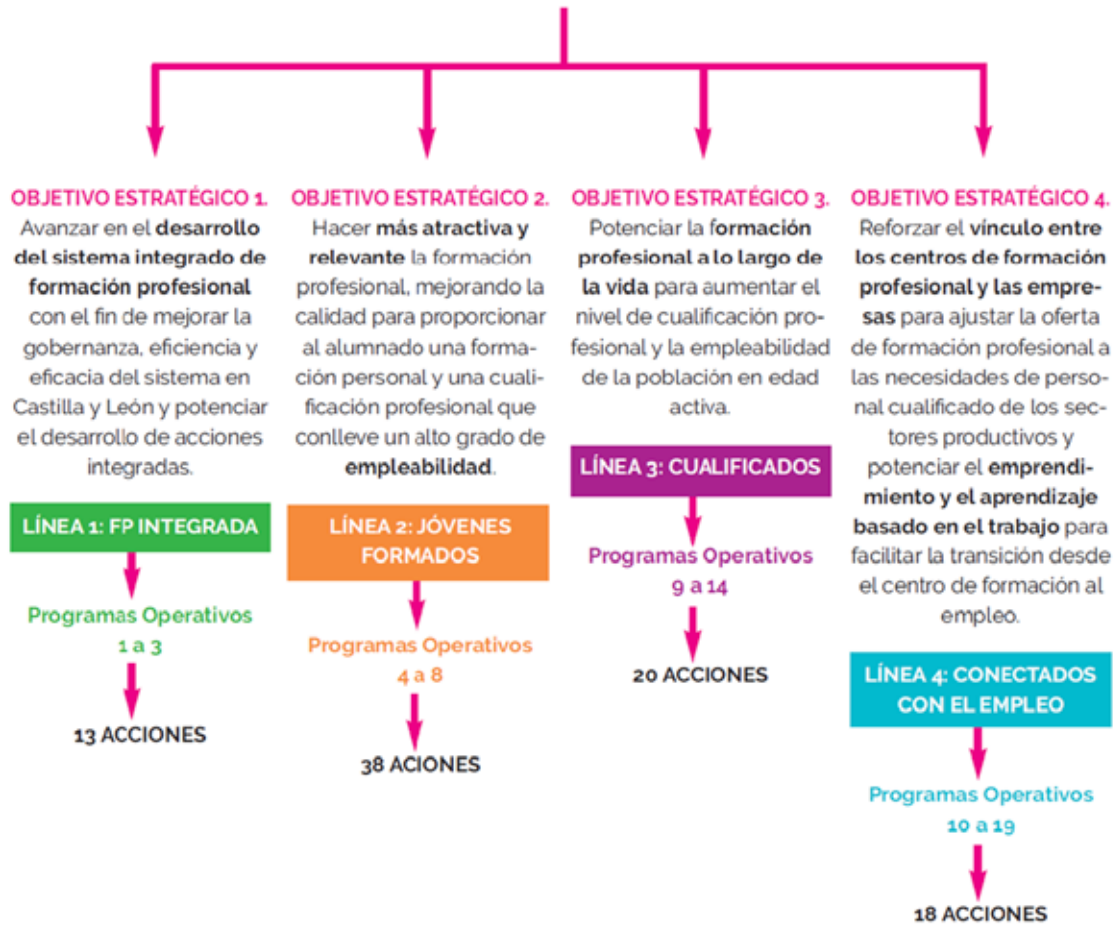 OBJETIVO ESTRATÉGICO 1.
Avanzar en el desarrollo
del sistema integrado de
formación profesional
con el fin de mejorar la
gobernanza, eficiencia y
eficacia del sistema en
Castilla y León y potenciar
el desarrollo de acciones
integradas.
LÍNEA 1: FP INTEGRADA
Programas Operativos
1 a 3
13 ACCIONES
OBJETIVO ESTRATÉGICO 2.
Hacer más atractiva y
relevante la formación
profesional, mejorando la
calidad para proporcionar
al alumnado una forma-
ción personal y una cuali-
ficación profesional que
conlleve un alto grado de
empleabilidad.
LÍNEA 2: JÓVENES
FORMADOS
Programas Operativos
4 a 8
38 ACIONES
OBJETIVO ESTRATÉGICO 3.
Potenciar la formación
profesional a lo largo de
la vida para aumentar el
nivel de cualificación pro-
fesional y la empleabilidad
de la población en edad
activa.
LÍNEA 3: CUALIFICADOS
Programas Operativos
9 a 14
20 ACCIONES
OBJETIVO ESTRATÉGICO 4.
Reforzar el vínculo entre
los centros de formación
profesional y las empre-
sas para ajustar la oferta
de formación profesional a
las necesidades de perso-
nal cualificado de los sec-
tores productivos y
potenciar el emprendi-
miento y el aprendizaje
basado en el trabajo para
facilitar la transición desde
el centro de formación al
empleo.
LÍNEA 4: CONECTADOS
CON EL EMPLEO
Programas Operativos
10 a 19
18 ACCIONES